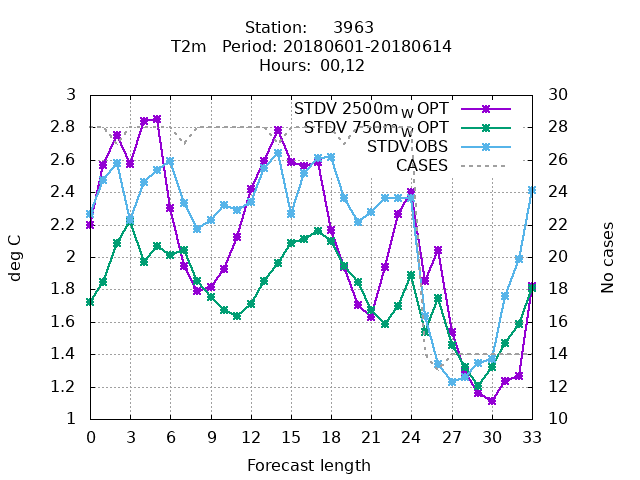 Station: 3963
T2m Period: 20180601-20180614
Hours: 00,12
3 30
STDV 2500m W OPT
2.8 28
STDV 750m W OPT
STDV OBS
2.6 26
CASES
2.4 24
2.2 22
deg C
No cases
2 20
1.8 18
1.6 16
1.4 14
1.2 12
1 10
0 3 6 9 12 15 18 21 24 27 30 33
Forecast length